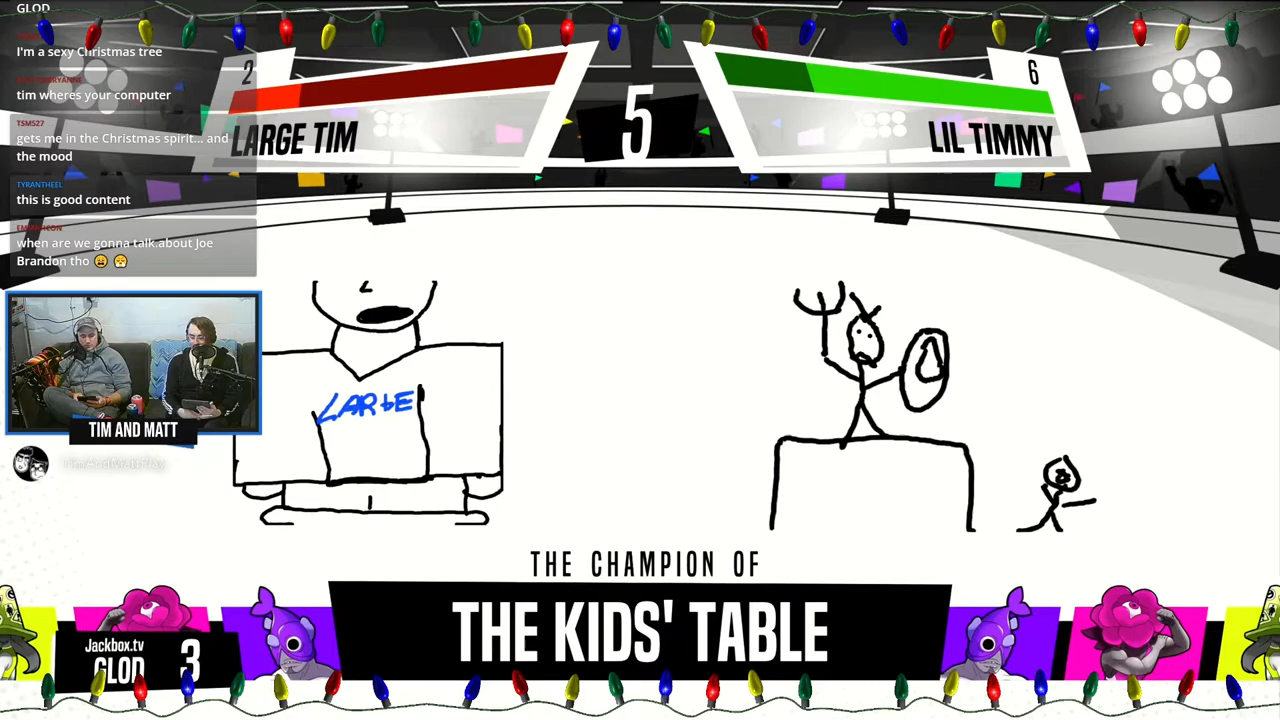 GLOD
I'm a sexy Christmas tree
tim wheres your computer
TSM527
gets me in the Christmas spirit... and
the mood
TYRANTHEEL
this is good content
when are we gonna talk.about Joe
Brandon tho 😩 😤
2
LARGE TIM
5
6
LIL TIMMY
LARGE
TIM AND MATT
THE CHAMPION OF
THE KIDS' TABLE
Jackbox.tv
GLOD
3